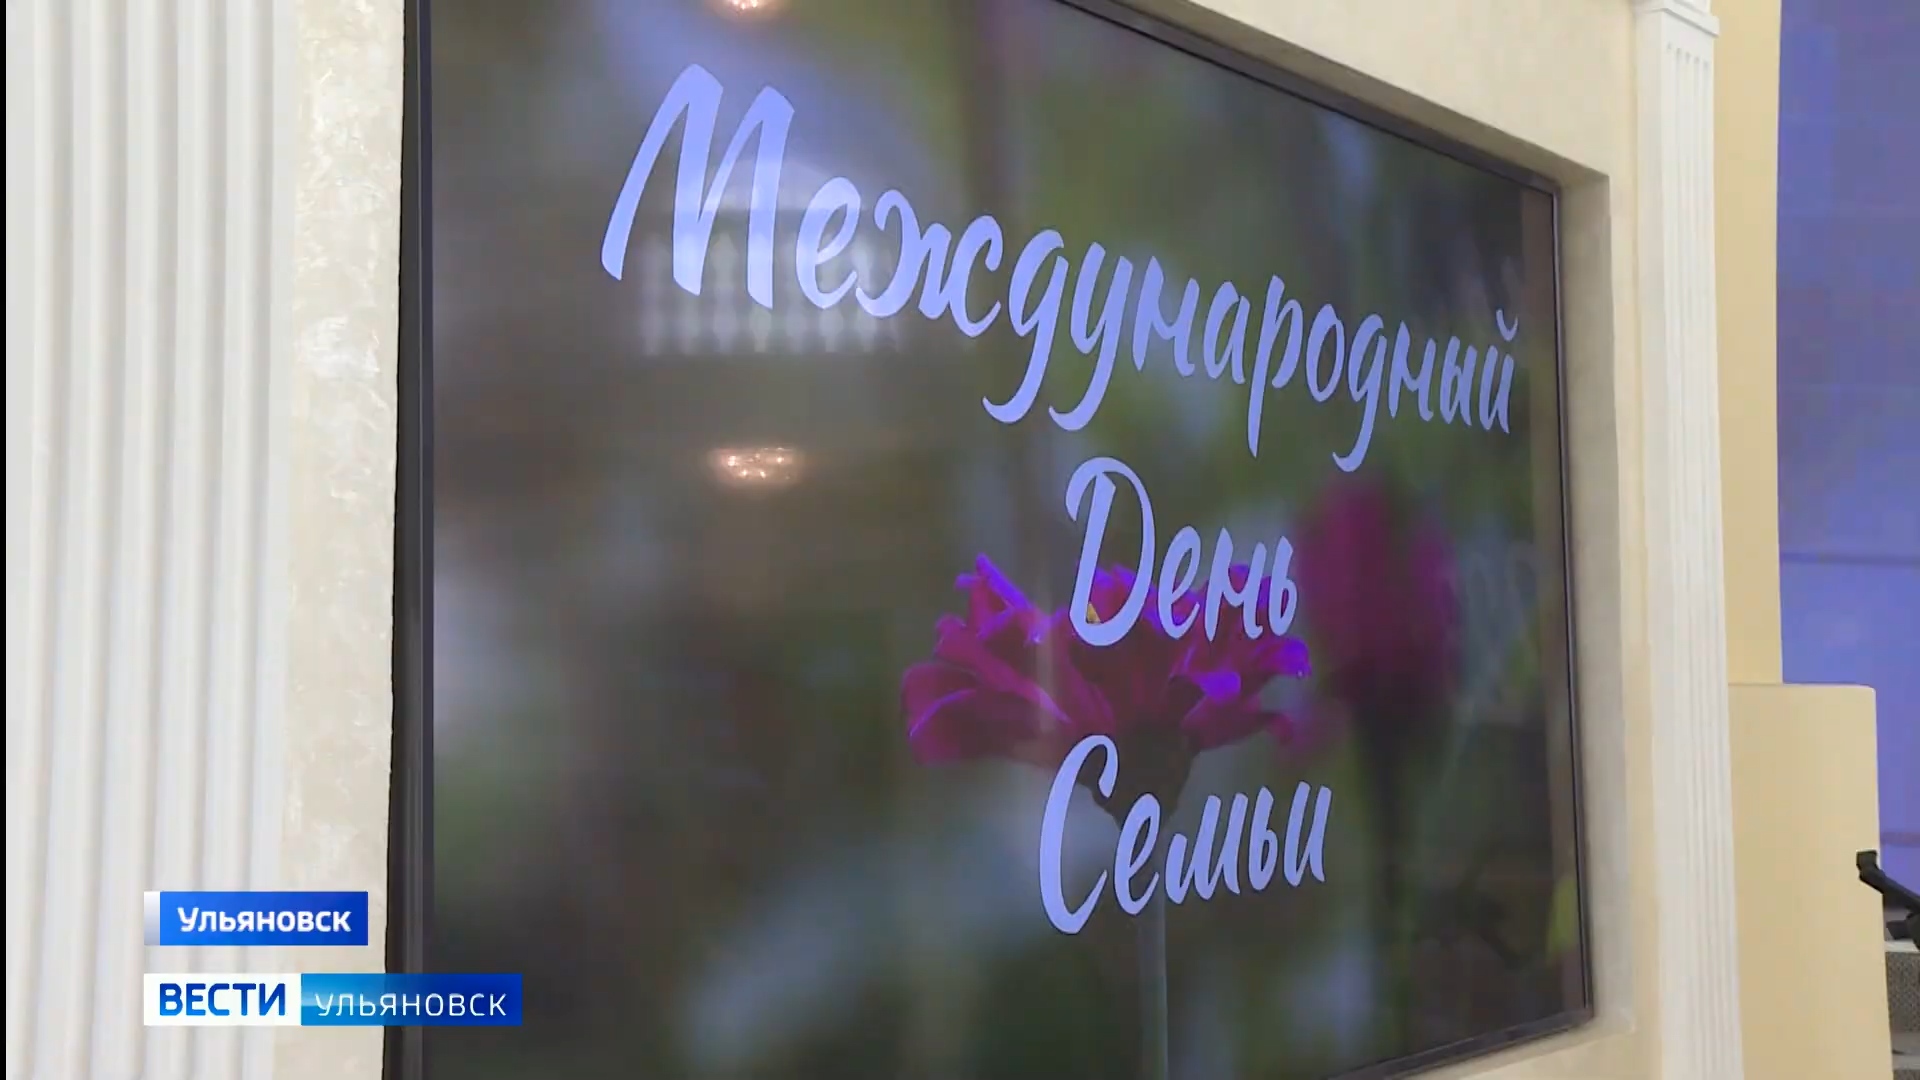 Международный
День
Семьи
Ульяновск
ВЕСТИ УЛЬЯНОВСК